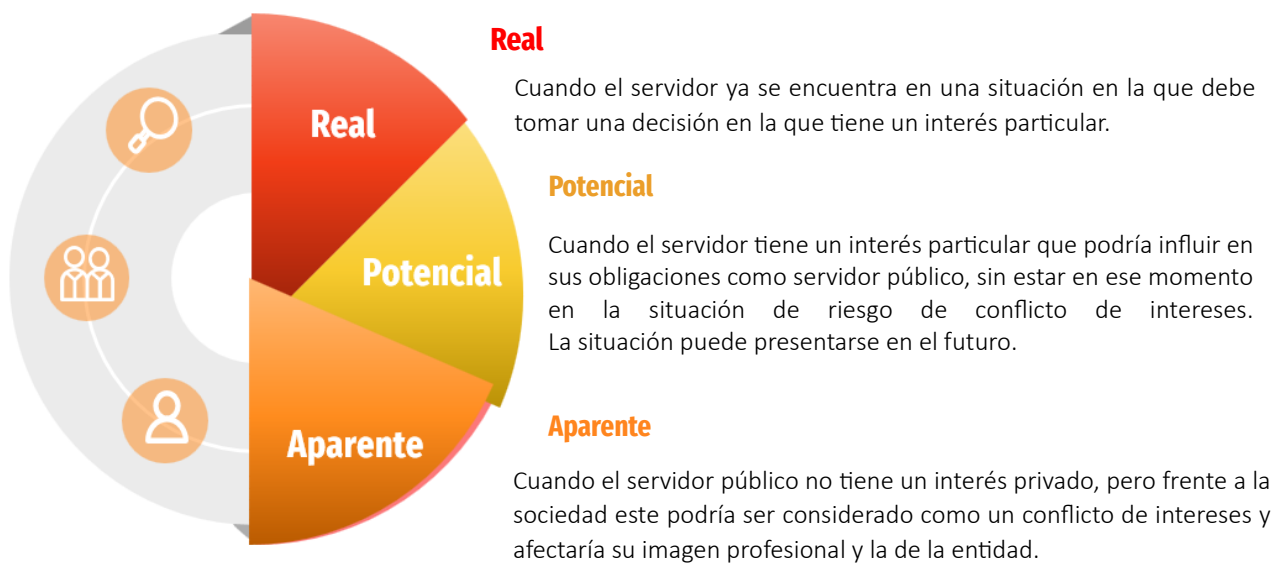 Real
Real
Cuando el servidor ya se encuentra en una situación en la que debe
tomar una decisión en la que tiene un interés particular.
Potencial
Potencial
Cuando el servidor tiene un interés particular que podría influir en
sus obligaciones como servidor público, sin estar en ese momento
en la situación de riesgo de conflicto de intereses.
La situación puede presentarse en el futuro.
Aparente
Aparente
Cuando el servidor público no tiene un interés privado, pero frente a la
sociedad este podría ser considerado como un conflicto de intereses y
afectaría su imagen profesional y la de la entidad.